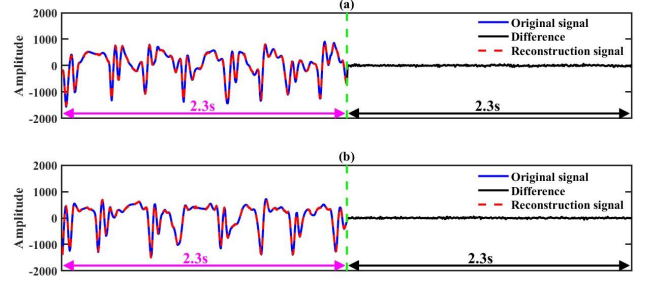 (a)
2000
1000
0
-1000
-2000
Amplitude
Original signal
Difference
Reconstruction signal
2.3s
2.3s
(b)
2000
1000
0
-1000
-2000
Amplitude
Original signal
Difference
Reconstruction signal
2.3s
2.3s